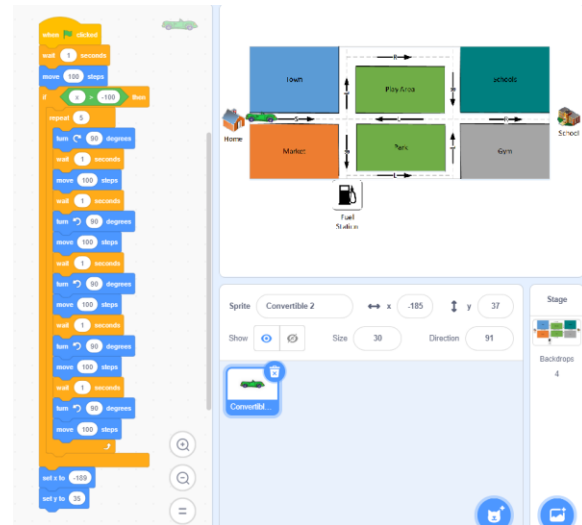 when clicked
wait 1 seconds
move 100 steps
if x = -100 then
repeat 5
turn 90 degrees
wait 1 seconds
move 100 steps
wait 1 seconds
turn 90 degrees
move 100 steps
wait 1 seconds
turn 90 degrees
move 100 steps
wait 1 seconds
turn 90 degrees
move 100 steps
wait 1 seconds
turn 90 degrees
move 100 steps
set x to -189
set y to 35
Town
Play Area
Schools
Home
School
Market
Park
Gym
Fuel
Station
Sprite Convertible 2 x -185 y 37
Show Size 30 Direction 91
Convertibl...
Stage
Backdrops
4